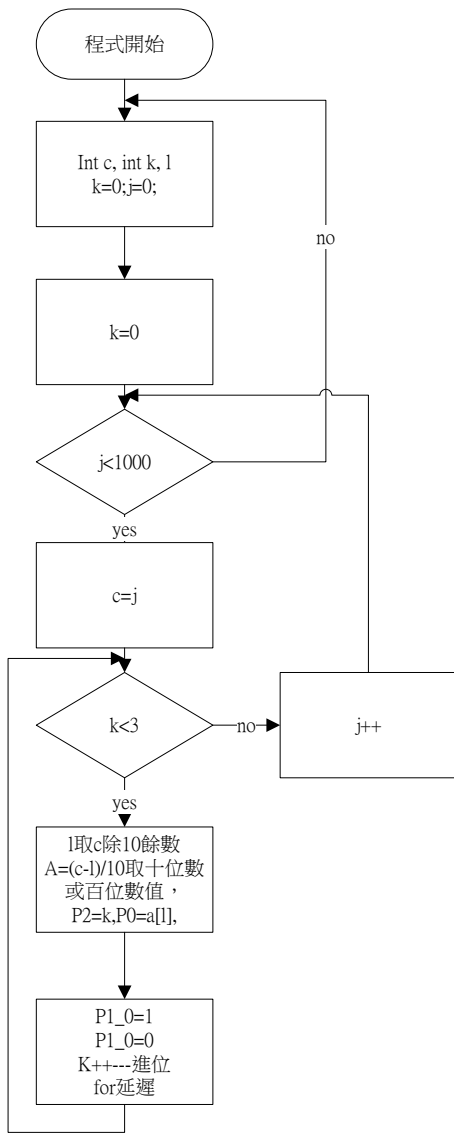 程式開始
Int c, int k, l
k=0;j=0;
no
k=0
j<1000
yes
c=j
k<3
no
j++
yes
l取c除10餘數
A=(c-l)/10取十位數
或百位數值，
P2=k,P0=a[l],
P1_0=1
P1_0=0
K++---進位
for延遲